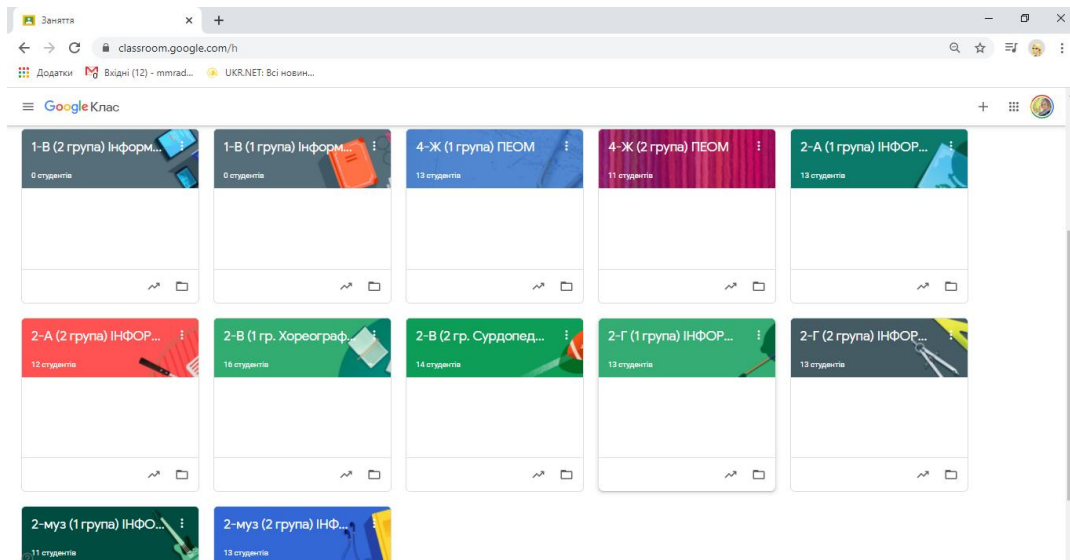 Заняття
classroom.google.com/h
Додатки Вхідні (12) - mmrad... UKR.NET: Всі новин...
Google Клас
1-В (2 група) Інформ...
0 студентів
1-В (1 група) Інформ...
0 студентів
4-Ж (1 група) ПЕОМ
13 студентів
4-Ж (2 група) ПЕОМ
11 студентів
2-А (1 група) ІНФОР...
13 студентів
2-А (2 група) ІНФОР...
12 студентів
2-В (1 гр. Хореограф...
16 студентів
2-В (2 гр. Сурдопед...
14 студентів
2-Г (1 група) ІНФОР...
13 студентів
2-Г (2 група) ІНФОР...
13 студентів
2-муз (1 група) ІНФО...
11 студентів
2-муз (2 група) ІНФ...
13 студентів